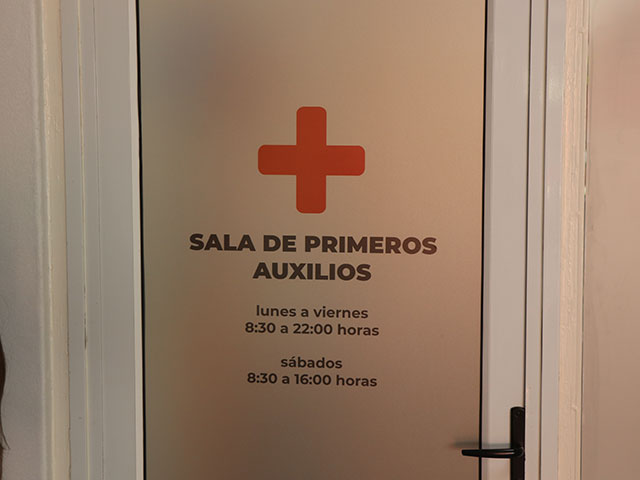 SALA DE PRIMEROS
AUXILIOS
lunes a viernes
8:30 a 22:00 horas
sábados
8:30 a 16:00 horas